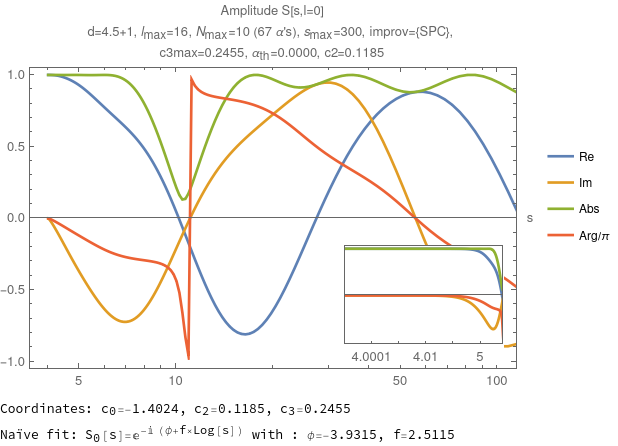 Amplitude S[s,l=0]
d=4.5+1, lmax=16, Nmax=10 (67 α's), smax=300, improv={SPC},
c3max=0.2455, αth=0.0000, c2=0.1185
1.0
0.5
0.0
-0.5
-1.0
5
10
50
100
s
4.0001
4.01
5
Re
Im
Abs
Arg/π
Coordinates: c0=-1.4024, c2=0.1185, c3=0.2455
Naïve fit: S0[s]=e^-i (ϕ+f×Log[s]) with : ϕ=-3.9315, f=2.5115